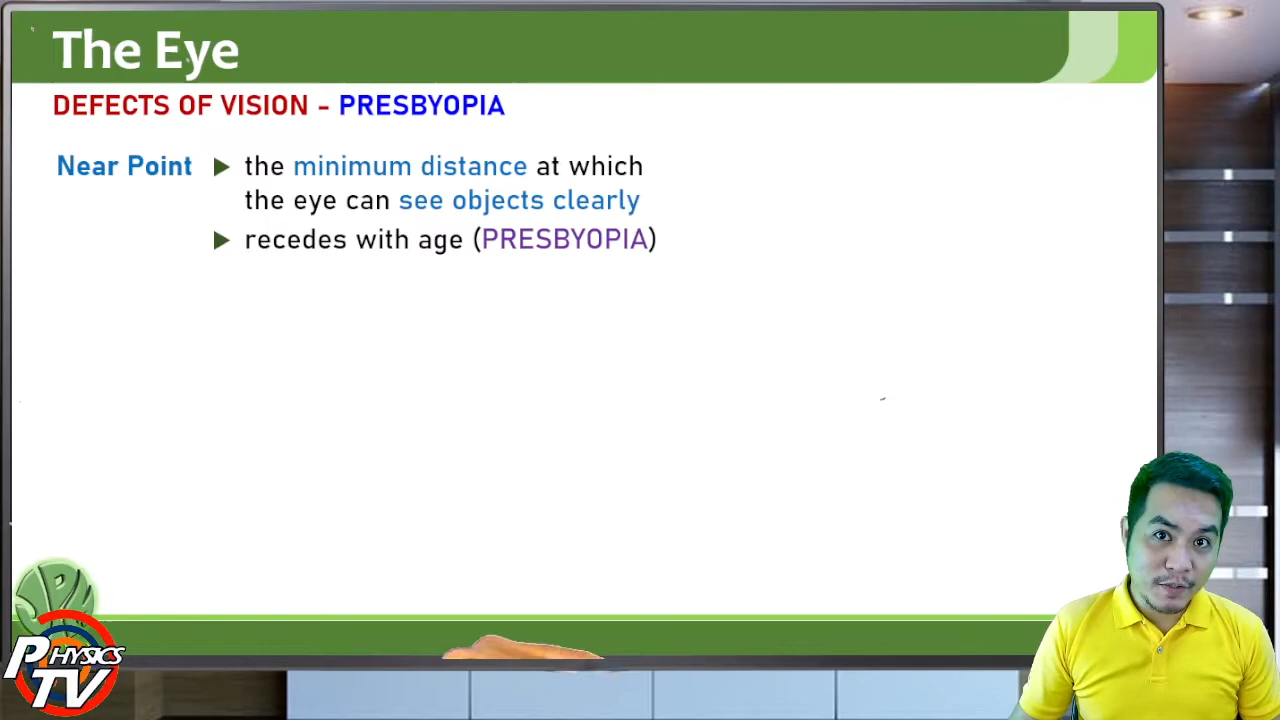 The Eye
DEFECTS OF VISION - PRESBYOPIA
Near Point ▶ the minimum distance at which
the eye can see objects clearly
▶ recedes with age (PRESBYOPIA)
PHYSICS
TV